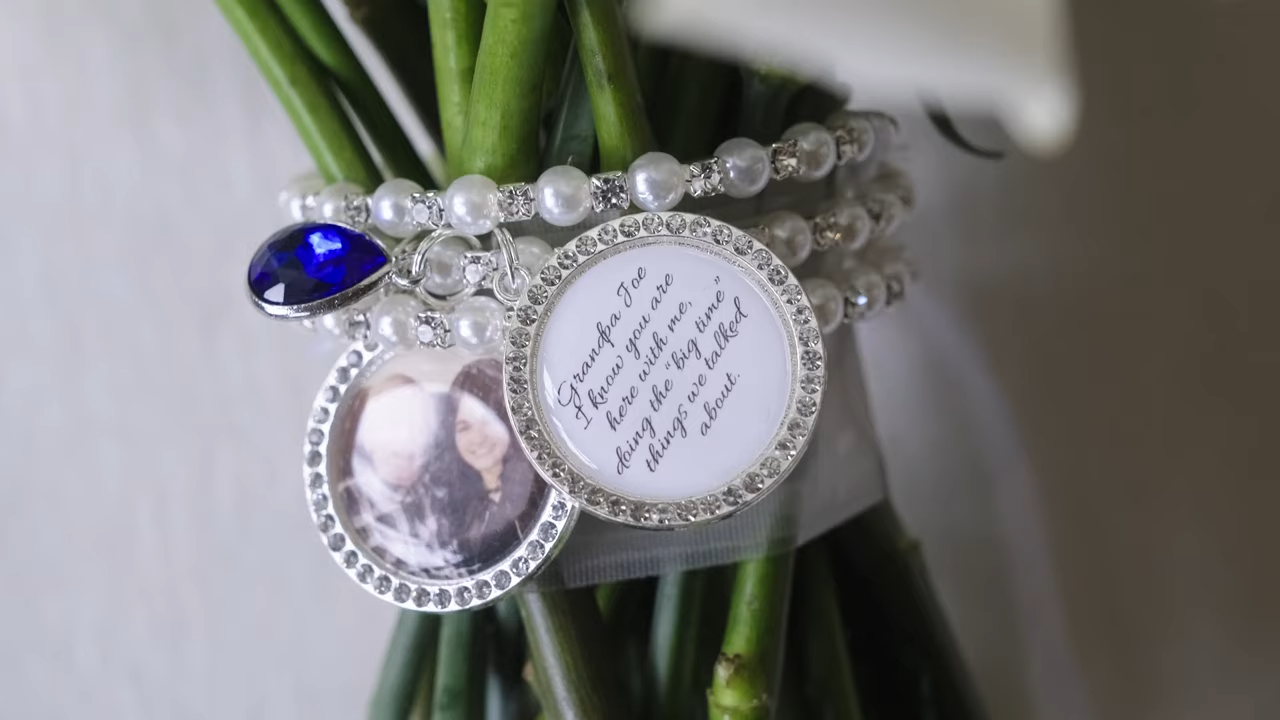 Grandpa Joe
I know you are
here with me,
doing the "big time"
things we talked
about.